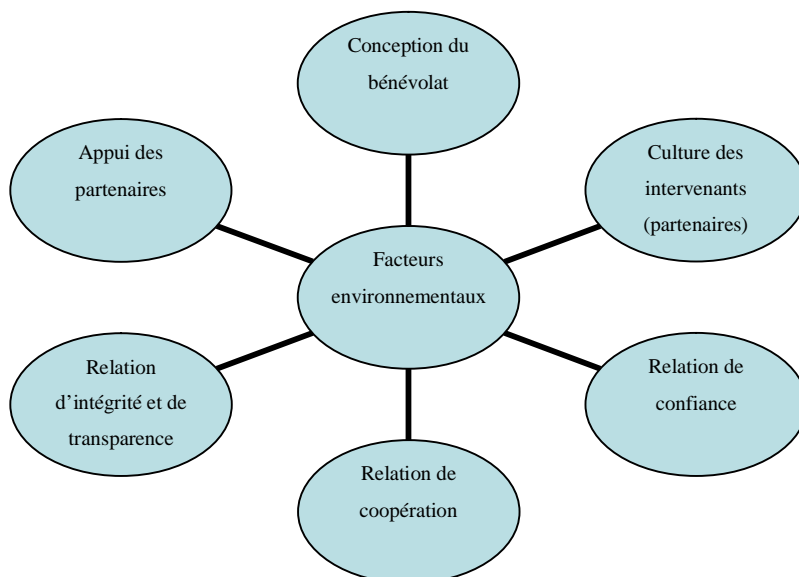 Conception du
bénévolat
Appui des
partenaires
Culture des
intervenants
(partenaires)
Facteurs
environnementaux
Relation
d’intégrité et de
transparence
Relation de
confiance
Relation de
coopération